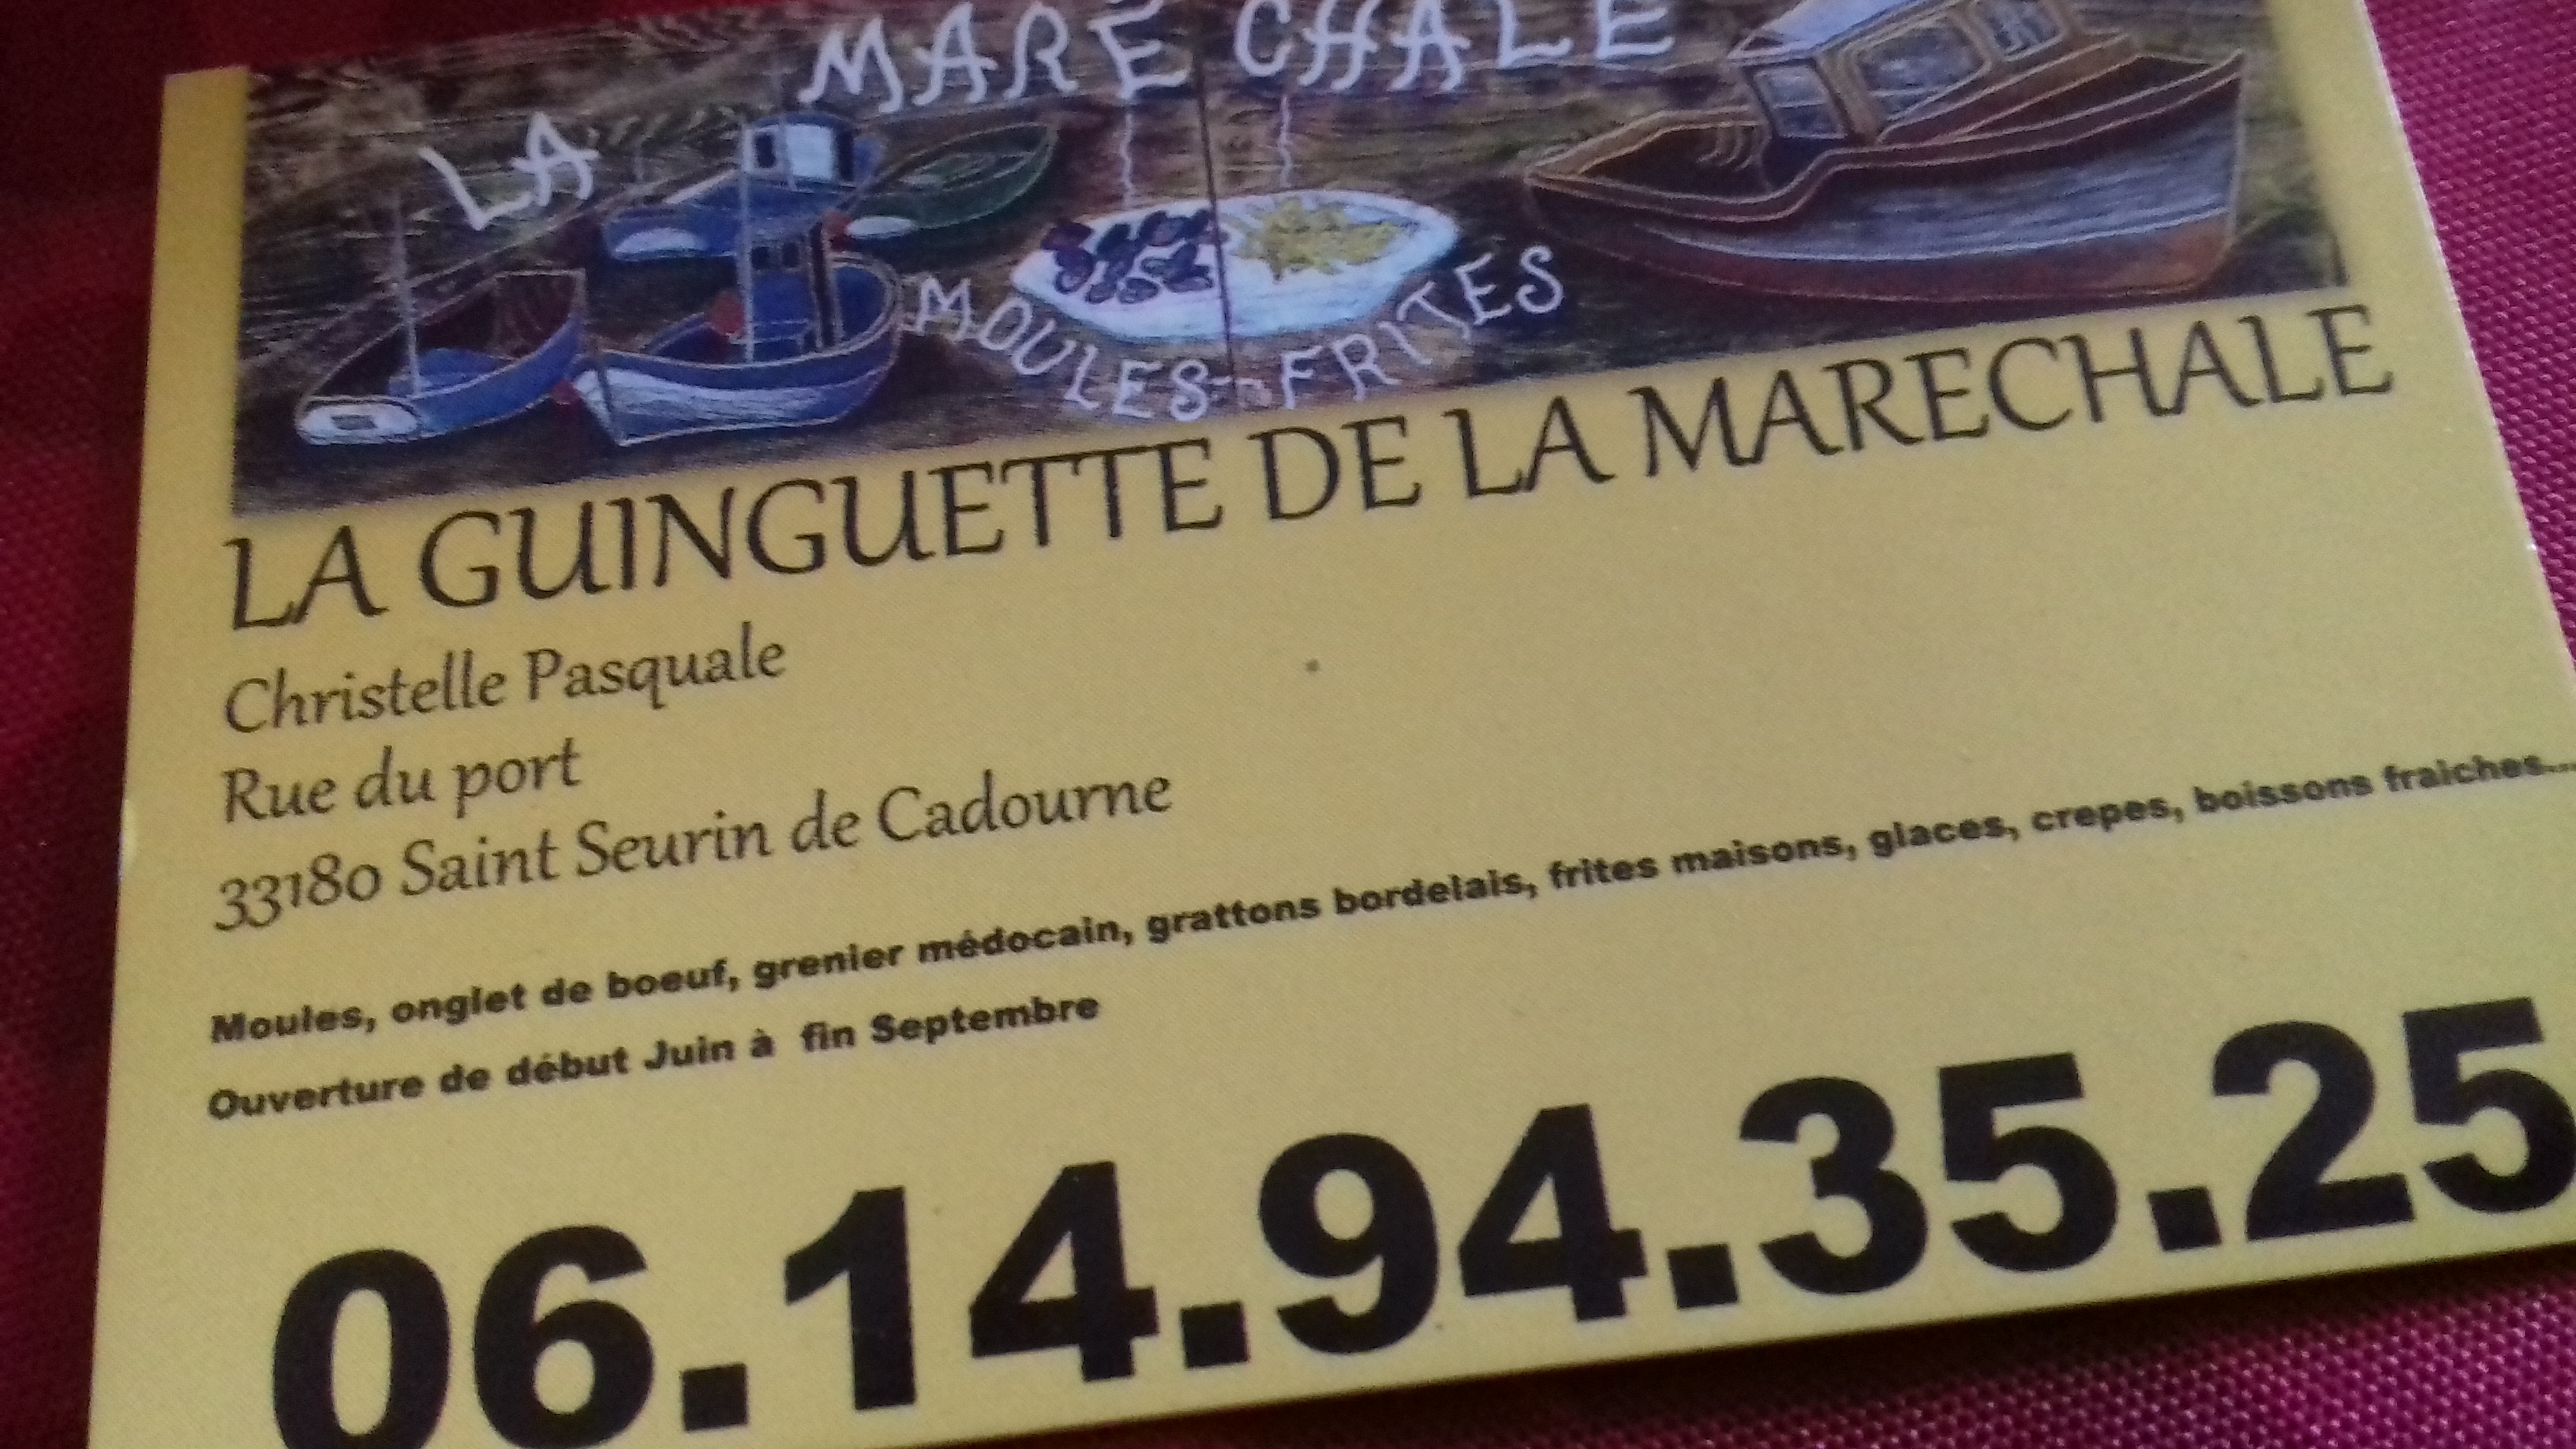 LA MARE CHALE
MOULES-FRITES
LA GUINGUETTE DE LA MARECHALE
Christelle Pasquale
Rue du port
33180 Saint Seurin de Cadourne
Moules, onglet de boeuf, grenier médocain, grattons bordelais, frites maisons, glaces, crepes, boissons fraiches...
Ouverture de début Juin à fin Septembre
06.14.94.35.25